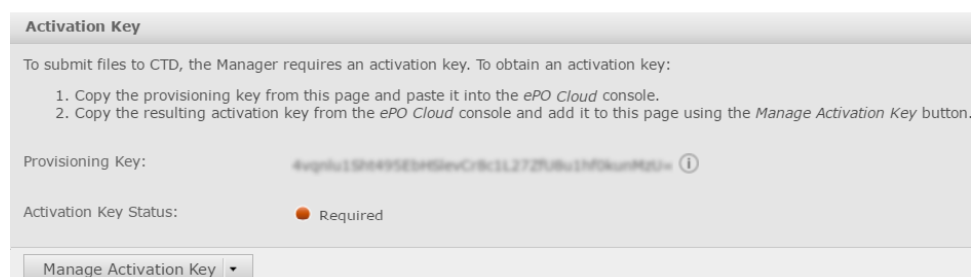 Activation Key
To submit files to CTD, the Manager requires an activation key. To obtain an activation key:
1. Copy the provisioning key from this page and paste it into the ePO Cloud console.
2. Copy the resulting activation key from the ePO Cloud console and add it to this page using the Manage Activation Key button.
Provisioning Key:
Activation Key Status: Required
Manage Activation Key